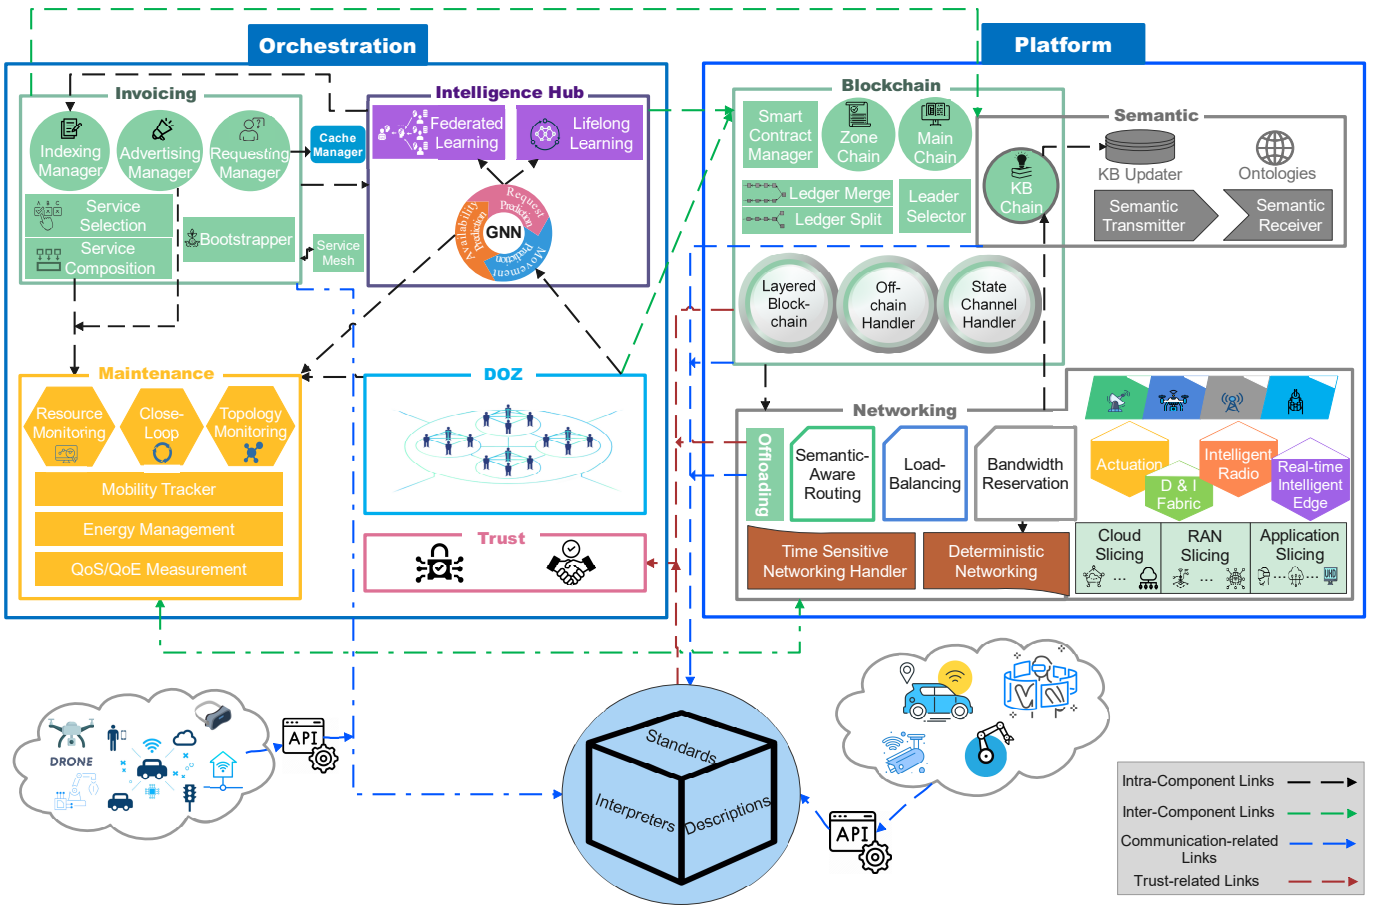 Orchestration
Platform
Invoicing
Indexing
Manager
Advertising
Manager
Requesting
Manager
Cache
Manager
A B C
Service
Selection
Service
Composition
Bootstrapper
Service
Mesh
Intelligence Hub
Federated
Learning
Lifelong
Learning
Request
Prediction
Availability
Prediction
Movement
Prediction
GNN
Maintenance
Resource
Monitoring
Close-
Loop
Topology
Monitoring
Mobility Tracker
Energy Management
QoS/QoE Measurement
DOZ
Trust
Blockchain
Smart
Contract
Manager
Zone
Chain
Main
Chain
Ledger Merge
Ledger Split
Leader
Selector
Layered
Block-
chain
Off-
chain
Handler
State
Channel
Handler
Semantic
KB
Chain
KB Updater
Ontologies
Semantic
Transmitter
Semantic
Receiver
Networking
Offloading
Semantic-
Aware
Routing
Load-
Balancing
Bandwidth
Reservation
Time Sensitive
Networking Handler
Deterministic
Networking
Actuation
D & I
Fabric
Intelligent
Radio
Real-time
Intelligent
Edge
Cloud
Slicing
...
RAN
Slicing
...
Application
Slicing
... ...
UHD
DRONE
API
Standards
Interpreters
Descriptions
API
Intra-Component Links
Inter-Component Links
Communication-related
Links
Trust-related Links